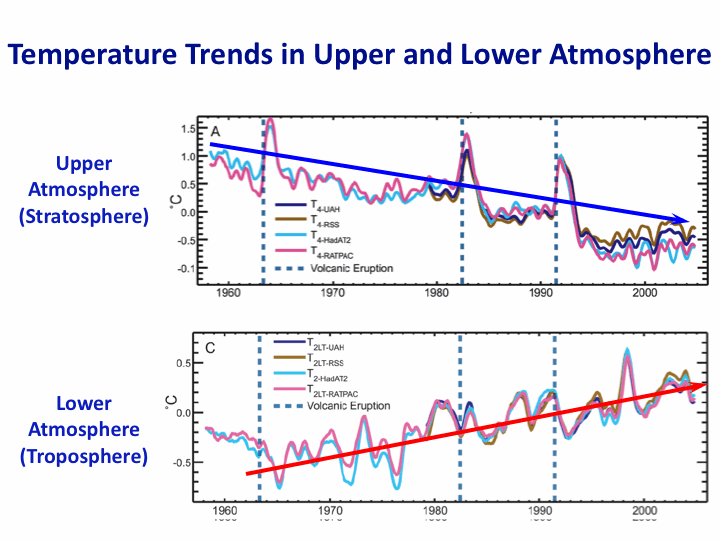 Temperature Trends in Upper and Lower Atmosphere
Upper
Atmosphere
(Stratosphere)
°C
1.5
1.0
0.5
0.0
-0.5
-0.1
A
T4-UAH
T4-RSS
T4-HadAT2
T4-RATPAC
Volcanic Eruption
1960 1970 1980 1990 2000
Lower
Atmosphere
(Troposphere)
°C
0.5
0.0
-0.5
C
T2LT-UAH
T2LT-RSS
T2-HadAT2
T2LT-RATPAC
Volcanic Eruption
1960 1970 1980 1990 2000